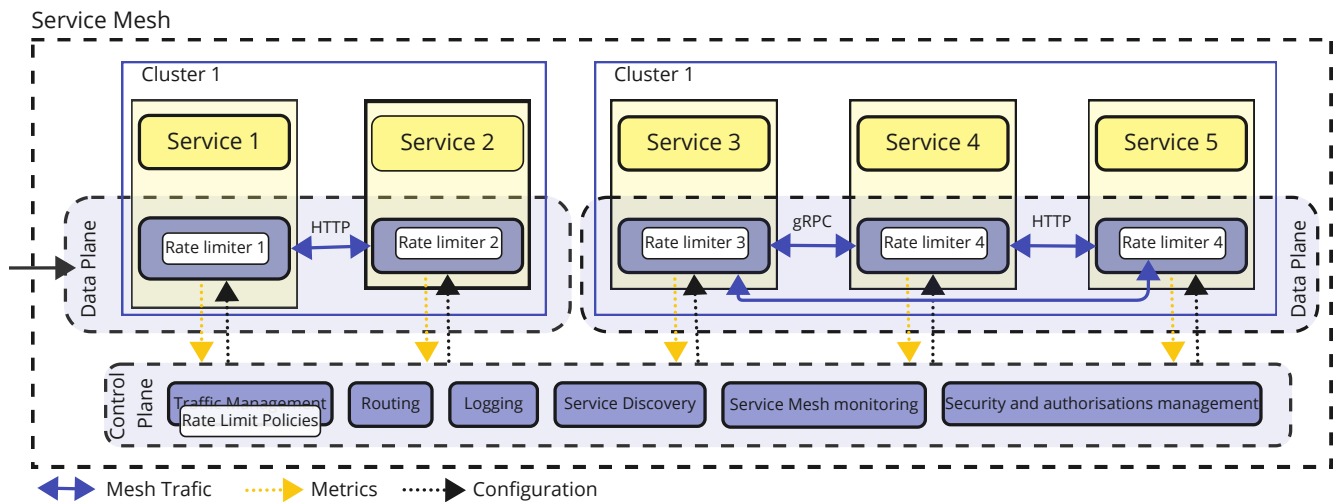 Service Mesh
Cluster 1
Cluster 1
Service 1
Service 2
Service 3
Service 4
Service 5
Data Plane
Rate limiter 1
HTTP
Rate limiter 2
Rate limiter 3
gRPC
Rate limiter 4
HTTP
Rate limiter 4
Data Plane
Control
Plane
Traffic Management
Rate Limit Policies
Routing
Logging
Service Discovery
Service Mesh monitoring
Security and authorisations management
Mesh Trafic
Metrics
Configuration